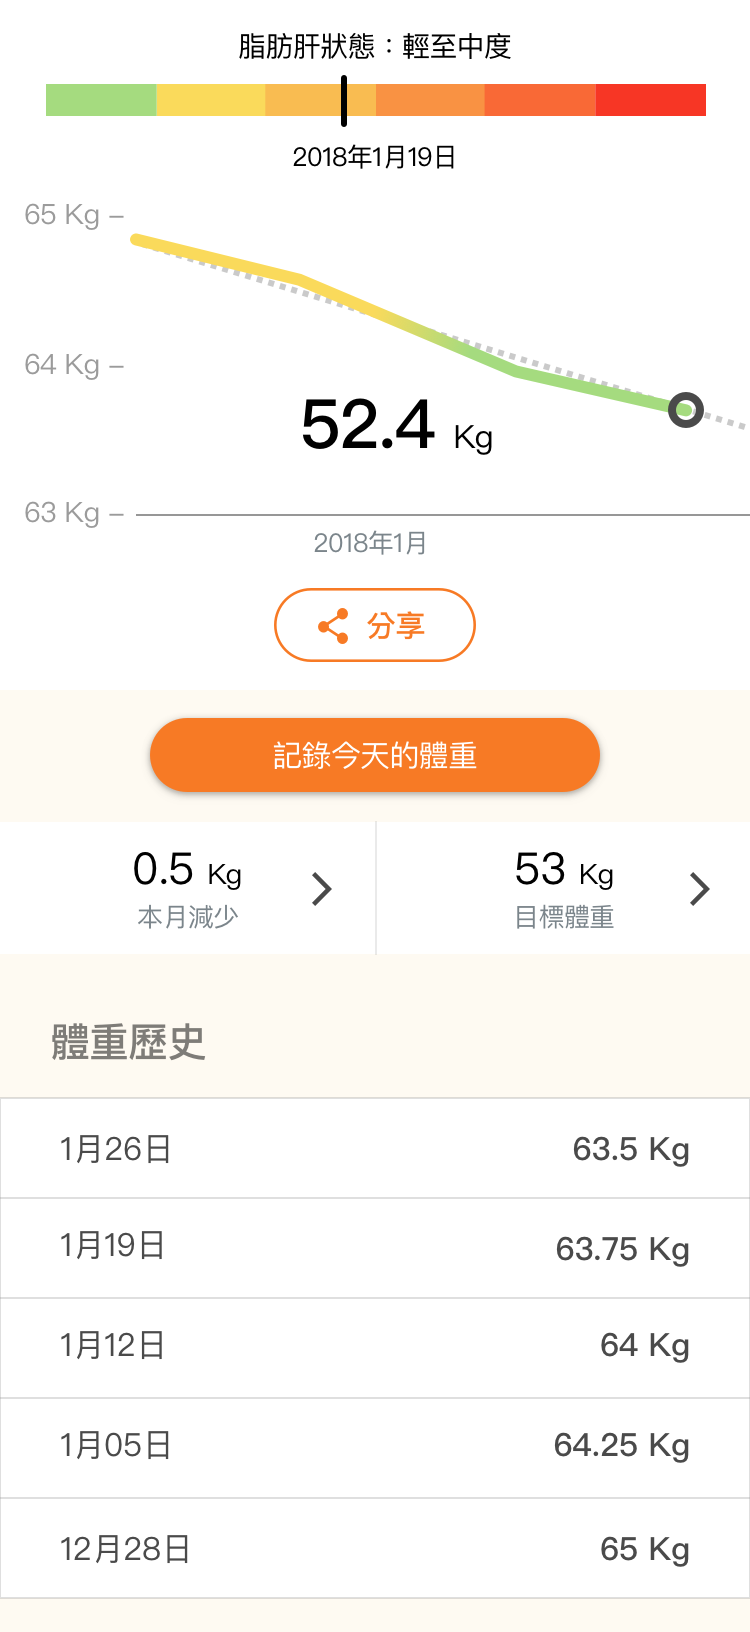 脂肪肝狀態：輕至中度
2018年1月19日
65 Kg –
64 Kg –
52.4 Kg
63 Kg –
2018年1月
分享
記錄今天的體重
0.5 Kg
本月減少
53 Kg
目標體重
體重歷史
1月26日 63.5 Kg
1月19日 63.75 Kg
1月12日 64 Kg
1月05日 64.25 Kg
12月28日 65 Kg